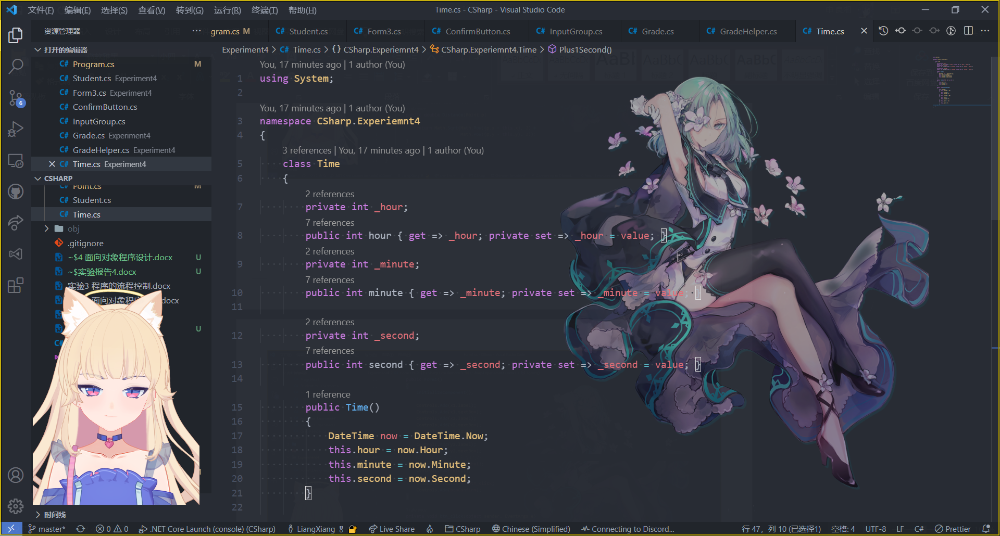 文件(F) 编辑(E) 选择(S) 查看(V) 转到(G) 运行(R) 终端(T) 帮助(H) Time.cs - CSharp - Visual Studio Code
资源管理器 ···
gram.cs M C# Student.cs C# Form3.cs C# ConfirmButton.cs C# InputGroup.cs C# Grade.cs C# GradeHelper.cs C# Time.cs
打开的编辑器
C# Program.cs M
C# Student.cs Experiment4
C# Form3.cs Experiment4
C# ConfirmButton.cs
C# InputGroup.cs
C# Grade.cs Experiment4
C# GradeHelper.cs Experiment4
C# Time.cs Experiment4
CSHARP
C# Point.cs M
C# Student.cs
C# Time.cs
obj
.gitignore
~$4 面向对象程序设计.docx U
~$实验报告4.docx U
实验3 程序的流程控制.docx
面向对象程序 .docx
U
C#
时间线
6
Experiment4 > C# Time.cs > {} CSharp.Experiemnt4 > CSharp.Experiemnt4.Time > Plus1Second()
You, 17 minutes ago | 1 author (You)
1 using System;
2
You, 17 minutes ago | 1 author (You)
3 namespace CSharp.Experiemnt4
4 {
3 references | You, 17 minutes ago | 1 author (You)
5 class Time
6 {
2 references
7 private int _hour;
7 references
8 public int hour { get => _hour; private set => _hour = value; }
2 references
9 private int _minute;
7 references
10 public int minute { get => _minute; private set => _minute = value; }
11
2 references
12 private int _second;
7 references
13 public int second { get => _second; private set => _second = value; }
14
1 reference
15 public Time()
16 {
17 DateTime now = DateTime.Now;
18 this.hour = now.Hour;
19 this.minute = now.Minute;
20 this.second = now.Second;
21 }
22
master* 0 0 .NET Core Launch (console) (CSharp) LiangXiang 8 Live Share CSharp Chinese (Simplified) Connecting to Discord... 行 47，列 10 (已选择1) 空格: 4 UTF-8 LF C# Prettier